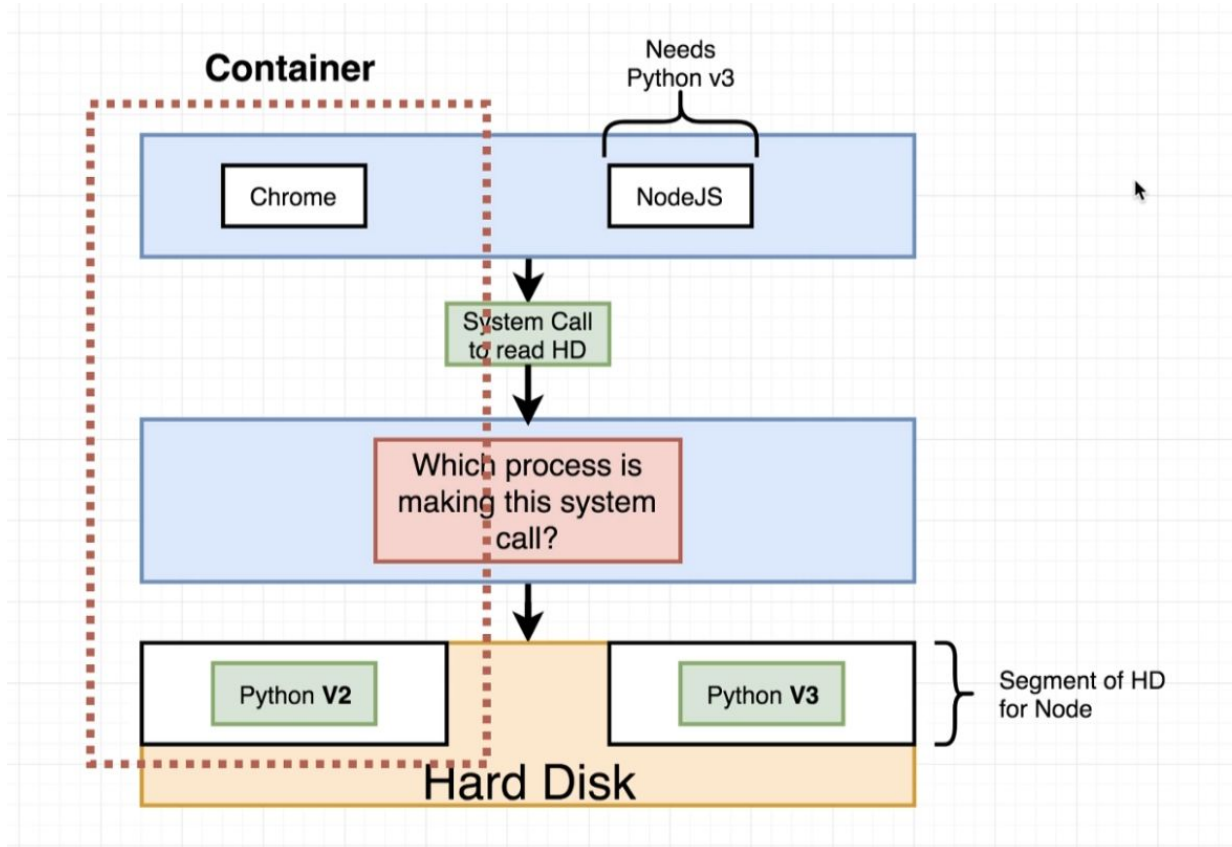 Container
Needs
Python v3
Chrome
NodeJS
System Call
to read HD
Which process is
making this system
call?
Python V2
Python V3
Segment of HD
for Node
Hard Disk